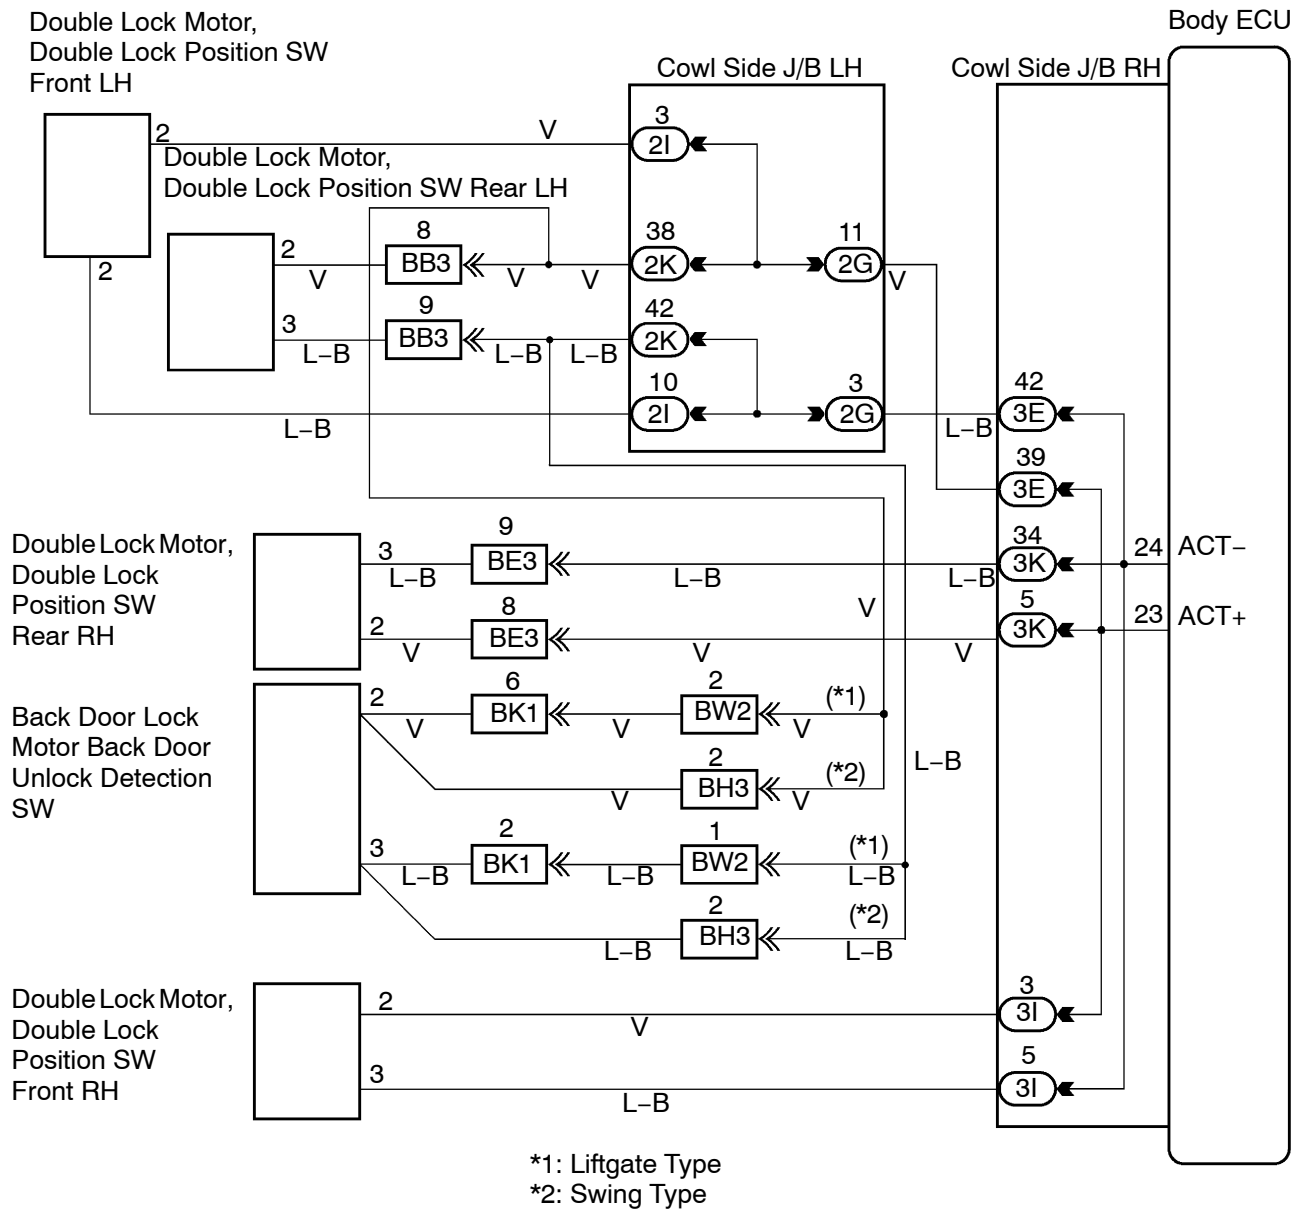 Body ECU
Double Lock Motor,
Double Lock Position SW
Front LH
Cowl Side J/B LH
Cowl Side J/B RH
2
V
3
2I
Double Lock Motor,
Double Lock Position SW Rear LH
2
V
8
BB3
V
V
38
2K
11
2G
V
2
3
L−B
9
BB3
L−B
L−B
42
2K
L−B
10
2I
3
2G
L−B
42
3E
39
3E
Double Lock Motor,
Double Lock
Position SW
Rear RH
3
L−B
9
BE3
L−B
L−B
34
3K
24
ACT−
2
V
8
BE3
V
V
V
5
3K
23
ACT+
Back Door Lock
Motor Back Door
Unlock Detection
SW
2
V
6
BK1
V
2
BW2
V
(*1)
V
2
BH3
V
(*2)
L−B
3
L−B
2
BK1
L−B
1
BW2
(*1)
L−B
L−B
2
BH3
(*2)
L−B
Double Lock Motor,
Double Lock
Position SW
Front RH
2
V
3
3I
3
L−B
5
3I
*1: Liftgate Type
*2: Swing Type